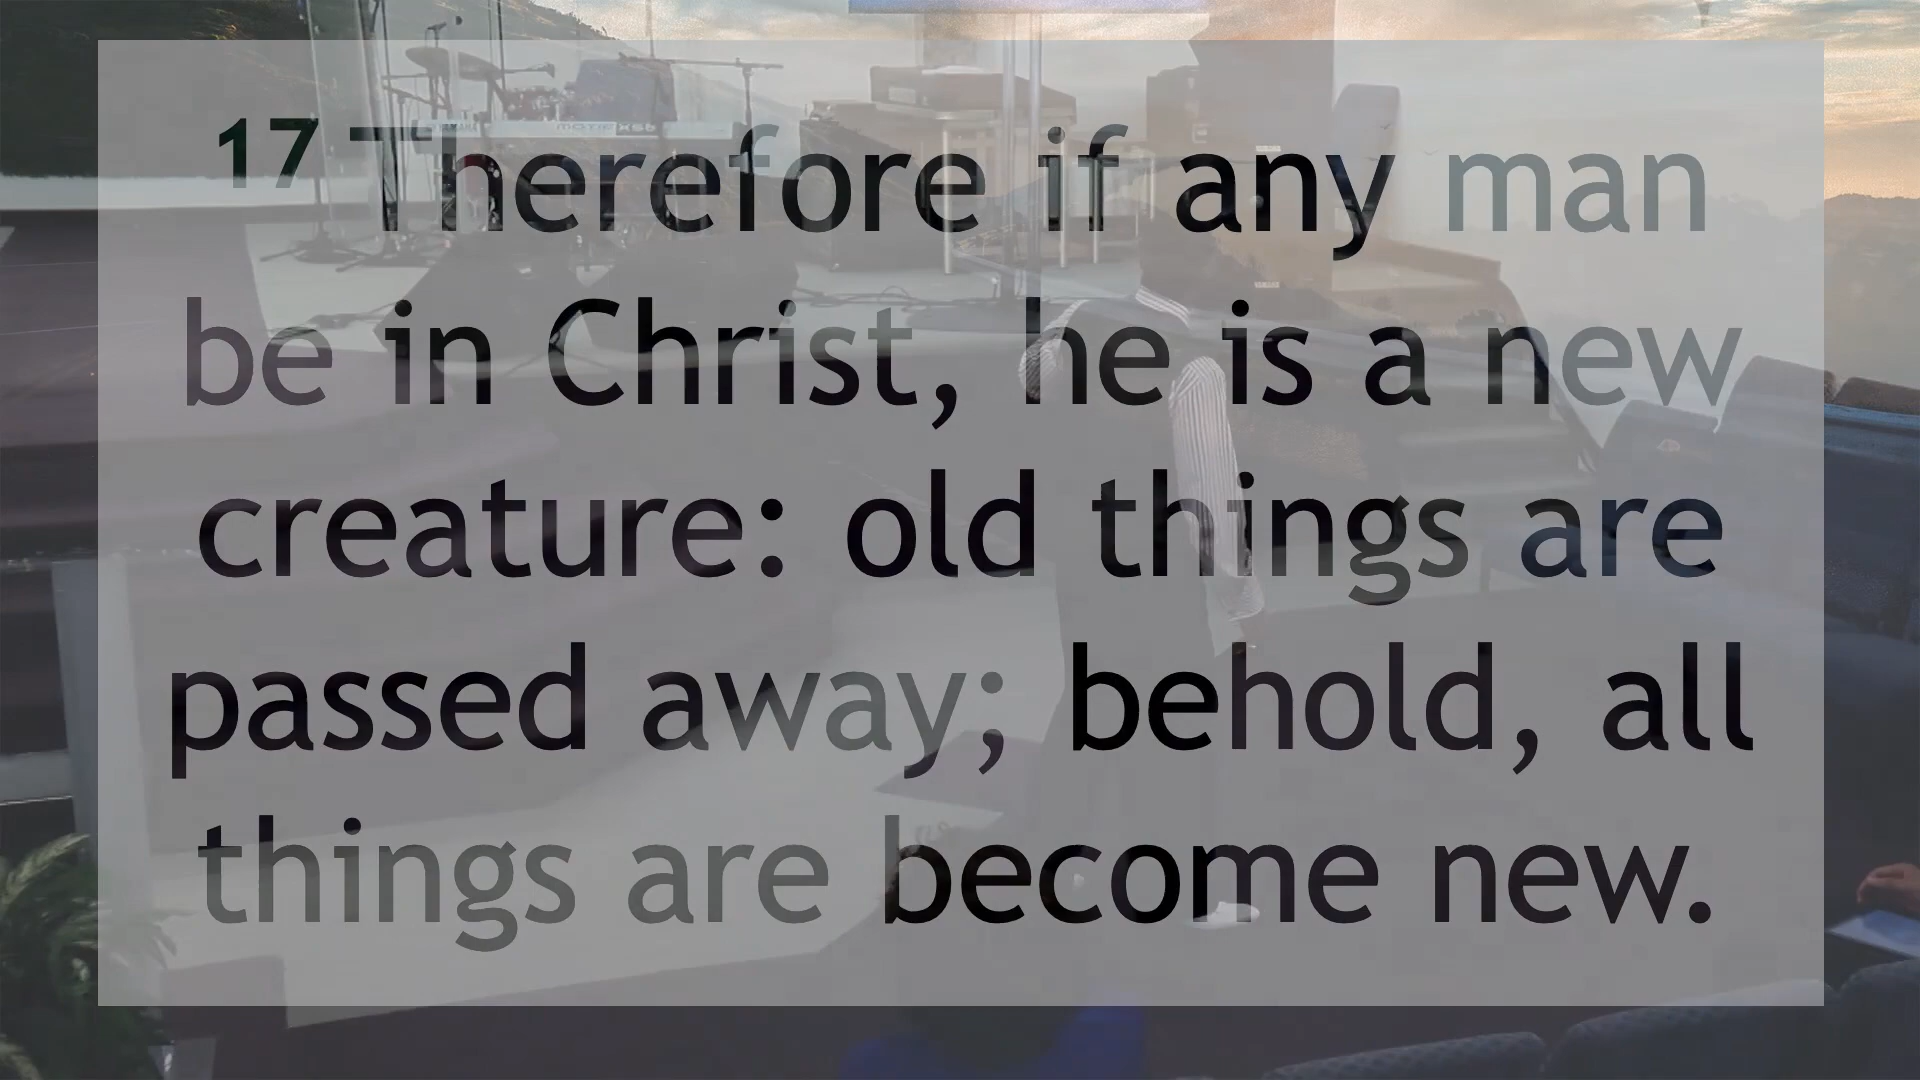 17 Therefore if any man
be in Christ, he is a new
creature: old things are
passed away; behold, all
things are become new.